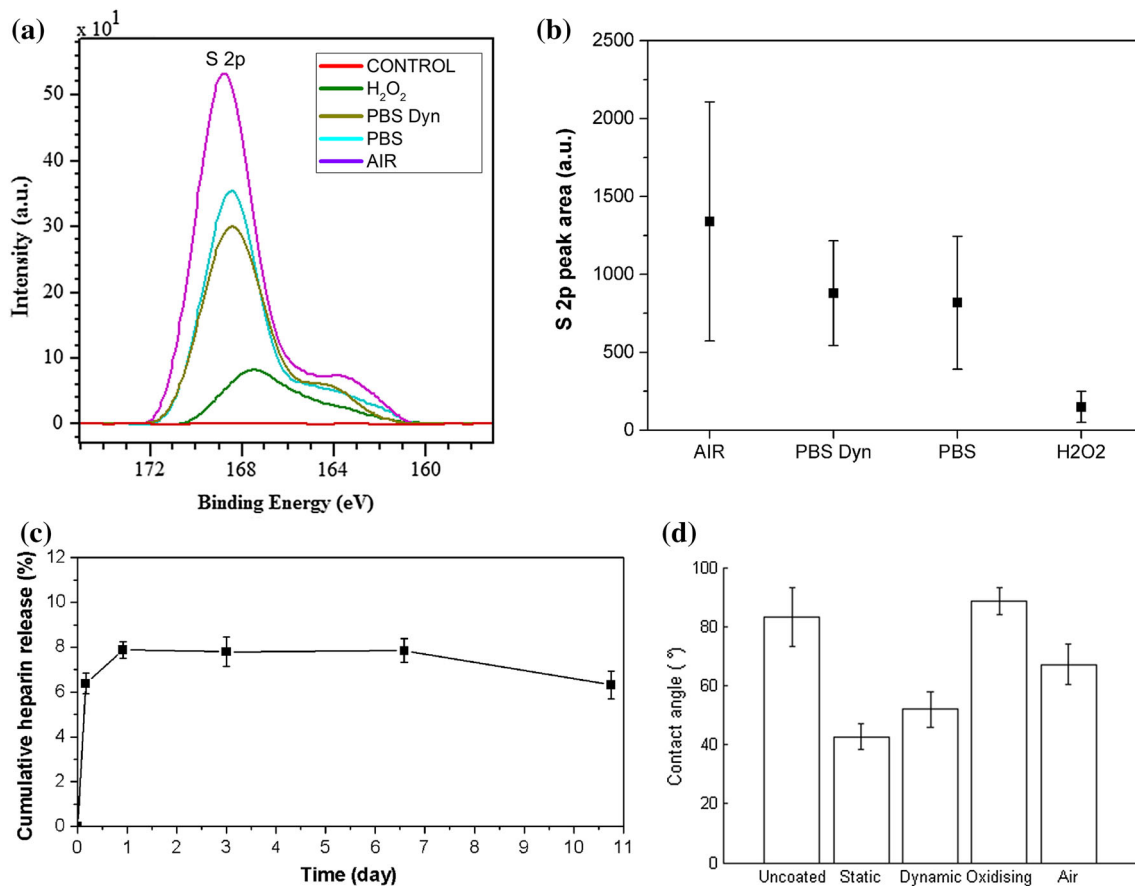 (a)
x 10¹
S 2p
CONTROL
H₂O₂
PBS Dyn
PBS
AIR
Intensity (a.u.)
50
40
30
20
10
0
172 168 164 160
Binding Energy (eV)
(b)
S 2p peak area (a.u.)
2500
2000
1500
1000
500
0
AIR PBS Dyn PBS H2O2
(c)
Cumulative heparin release (%)
12
10
8
6
4
2
0
0 1 2 3 4 5 6 7 8 9 10 11
Time (day)
(d)
Contact angle ( °)
100
80
60
40
20
0
Uncoated Static Dynamic Oxidising Air